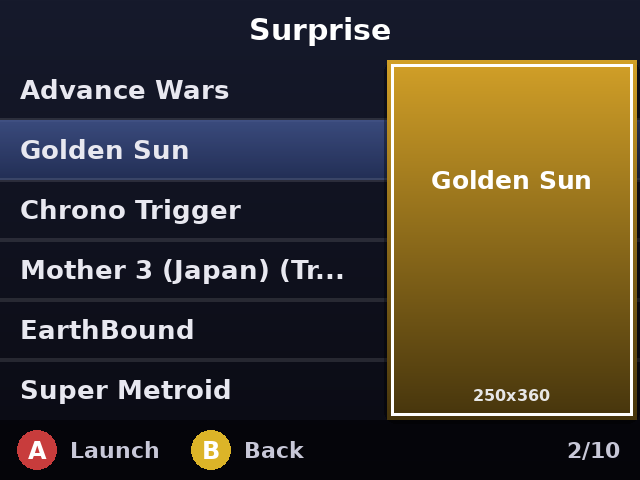 Surprise
Advance Wars
Golden Sun
Chrono Trigger
Mother 3 (Japan) (Tr...
EarthBound
Super Metroid
Golden Sun
250x360
A Launch B Back 2/10